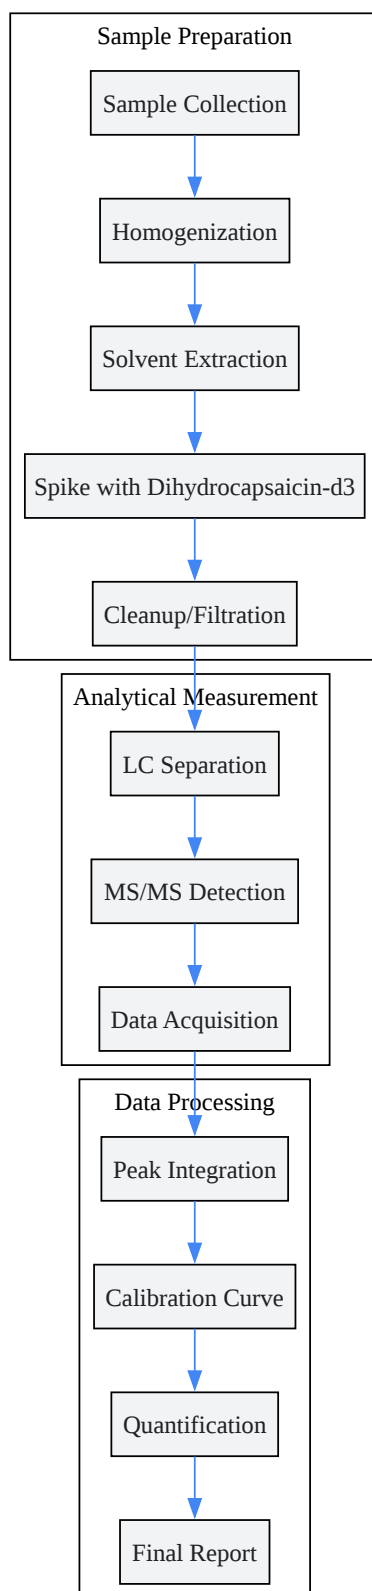 Sample Preparation
Sample Collection
Homogenization
Solvent Extraction
Spike with Dihydrocapsaicin-d3
Cleanup/Filtration
Analytical Measurement
LC Separation
MS/MS Detection
Data Acquisition
Data Processing
Peak Integration
Calibration Curve
Quantification
Final Report